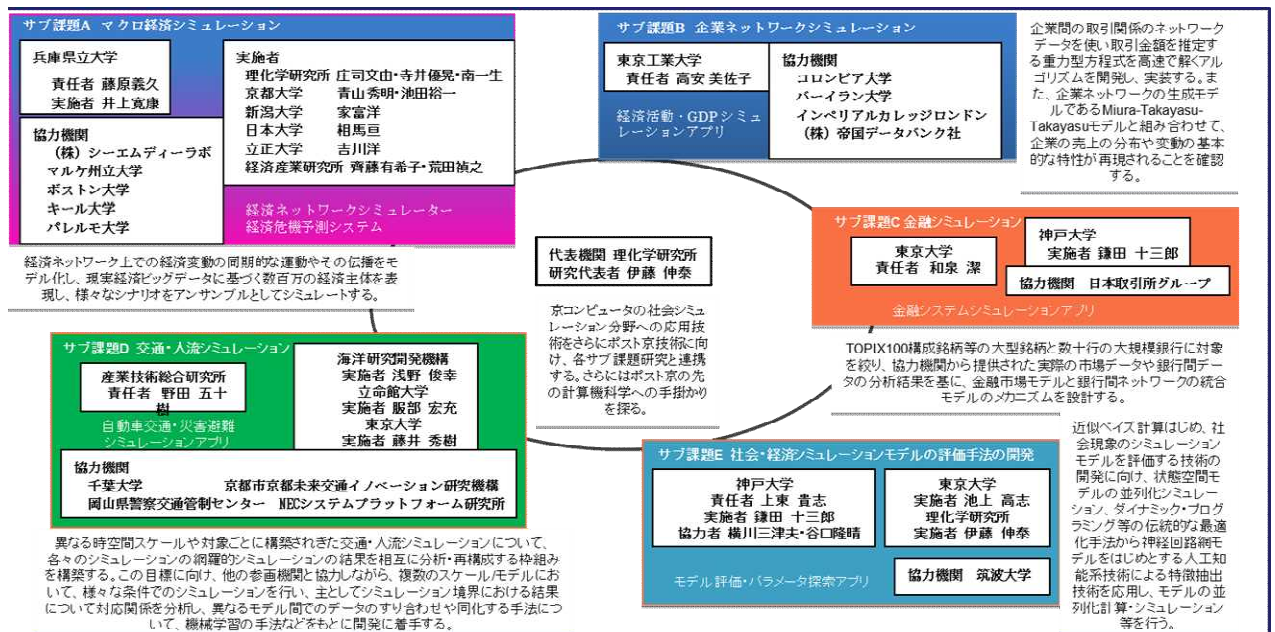 サブ課題A マクロ経済シミュレーション
兵庫県立大学
責任者 藤原義久
実施者 井上寛康
協力機関
(株)シーエムディーラボ
マルケ州立大学
ボストン大学
キール大学
パレルモ大学
実施者
理化学研究所 庄司文由・寺井優晃・南一生
京都大学 青山秀明・池田裕一
新潟大学 家富洋
日本大学 相馬亘
立正大学 吉川洋
経済産業研究所 齊藤有希子・荒田禎之
経済ネットワークシミュレーター
経済危機予測システム
経済ネットワーク上での経済変動の同期的な運動やその伝播をモ
デル化し、現実経済ビッグデータに基づく数百万の経済主体を表
現し、様々なシナリオをアンサンブルとしてシミュレートする。
サブ課題B 企業ネットワークシミュレーション
東京工業大学
責任者 高安 美佐子
経済活動・GDPシミュ
レーションアプリ
協力機関
コロンビア大学
バーイラン大学
インペリアルカレッジロンドン
(株)帝国データバンク社
企業間の取引関係のネットワーク
データを使い取引金額を推定す
る重力型方程式を高速で解くアル
ゴリズムを開発し、実装する。ま
た、企業ネットワークの生成モデ
ルであるMiura-Takayasu-
Takayasuモデルと組み合わせて、
企業の売上の分布や変動の基本
的な特性が再現されることを確認
する。
代表機関 理化学研究所
研究代表者 伊藤 伸泰
京コンピュータの社会シミュ
レーション分野への応用技
術をさらにポスト京技術に向
け、各サブ課題研究と連携
する。さらにはポスト京の先
の計算機科学への手掛かり
を探る。
サブ課題C 金融シミュレーション
東京大学
責任者 和泉 潔
神戸大学
実施者 鎌田 十三郎
協力機関 日本取引所グループ
金融システムシミュレーションアプリ
TOPIX100構成銘柄等の大型銘柄と数十行の大規模銀行に対象
を絞り、協力機関から提供された実際の市場データや銀行間デー
タの分析結果を基に、金融市場モデルと銀行間ネットワークの統合
モデルのメカニズムを設計する。
サブ課題D 交通・人流シミュレーション
産業技術総合研究所
責任者 野田 五十
樹
自動車交通・災害避難
シミュレーションアプリ
海洋研究開発機構
実施者 浅野 俊幸
立命館大学
実施者 服部 宏充
東京大学
実施者 藤井 秀樹
協力機関
千葉大学 京都市京都未来交通イノベーション研究機構
岡山県警察交通管制センター NECシステムプラットフォーム研究所
異なる時空間スケールや対象ごとに構築されきた交通・人流シミュレーションについて、
各々のシミュレーションの網羅的シミュレーションの結果を相互に分析・再構成する枠組み
を構築する。この目標に向け、他の参画機関と協力しながら、複数のスケール/モデルにお
いて、様々な条件でのシミュレーションを行い、主としてシミュレーション境界における結果
について対応関係を分析し、異なるモデル間でのデータのすり合わせや同化する手法につ
いて、機械学習の手法などをもとに開発に着手する。
サブ課題E 社会・経済シミュレーションモデルの評価手法の開発
神戸大学
責任者 上東 貴志
実施者 鎌田 十三郎
協力者 横川三津夫・谷口隆晴
東京大学
実施者 池上 高志
理化学研究所
実施者 伊藤 伸泰
協力機関 筑波大学
モデル評価・パラメータ探索アプリ
近似ベイズ計算はじめ、社
会現象のシミュレーション
モデルを評価する技術の
開発に向け、状態空間モ
デルの並列化シミュレー
ション、ダイナミック・プログ
ラミング等の伝統的な最適
化手法から神経回路網モ
デルをはじめとする人工知
能系技術による特徴抽出
技術を応用し、モデルの並
列化計算・シミュレーション
等を行う。